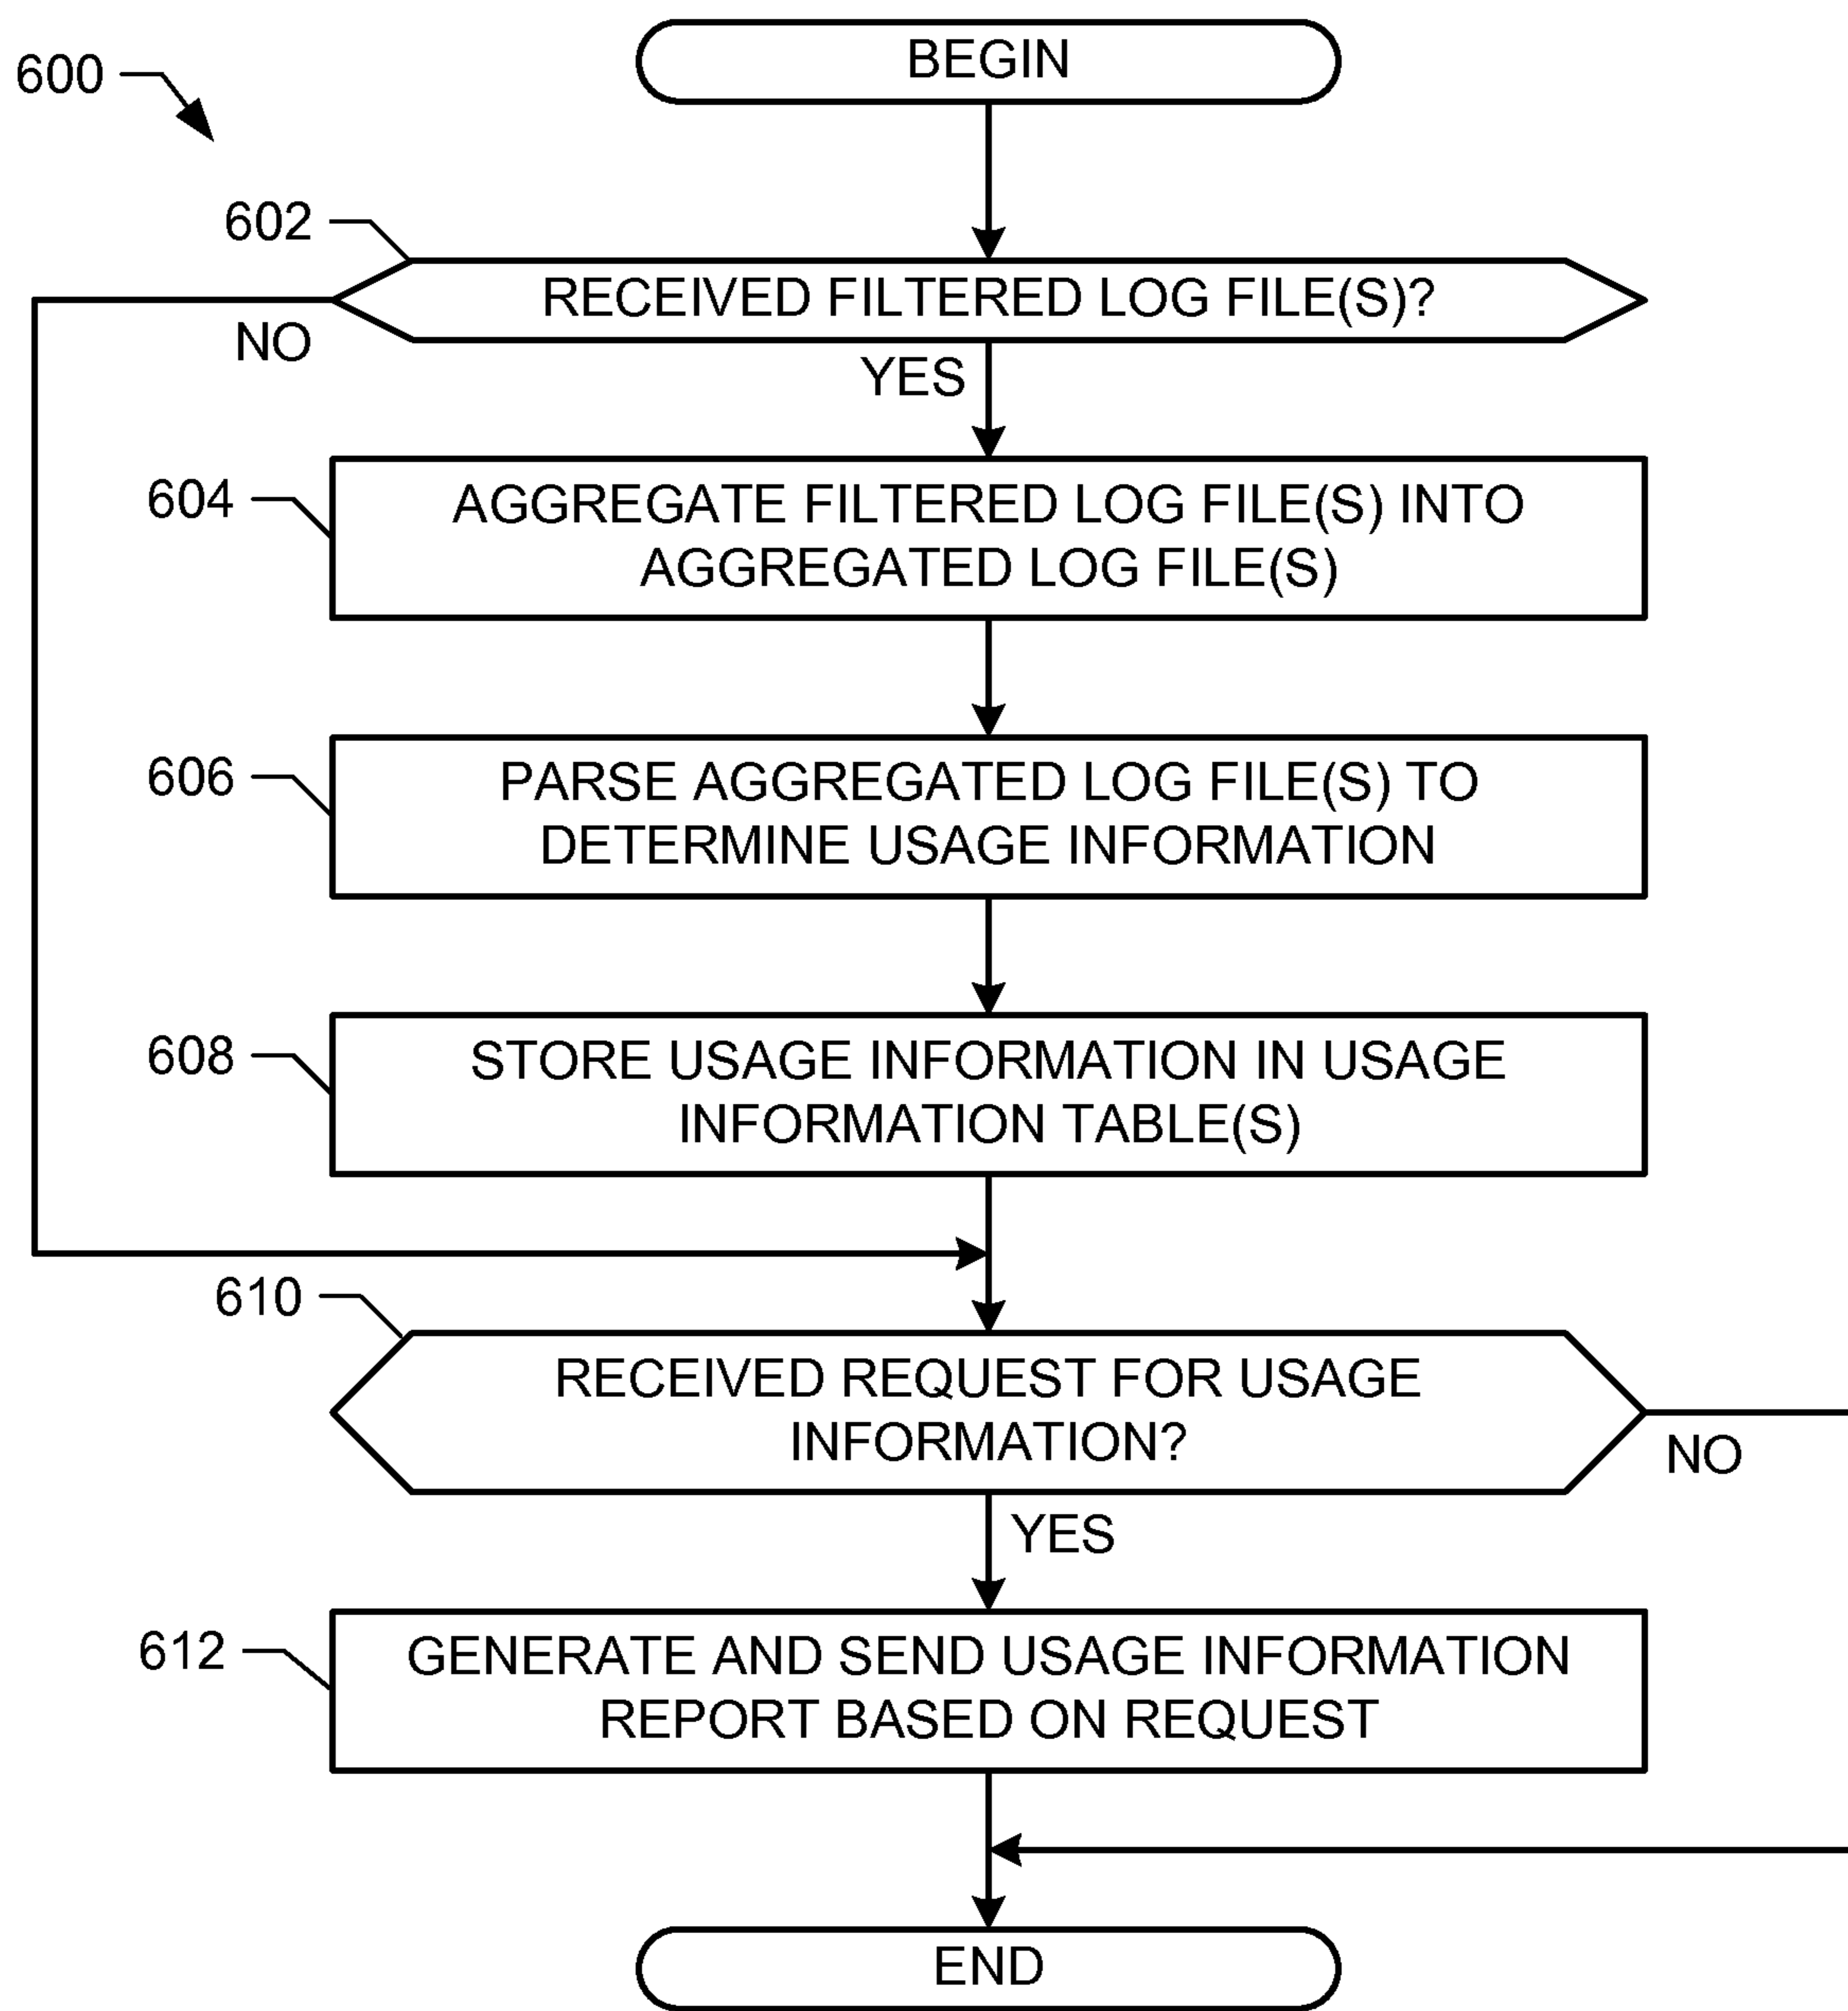 BEGIN
600
602
RECEIVED FILTERED LOG FILE(S)?
NO
YES
604
AGGREGATE FILTERED LOG FILE(S) INTO
AGGREGATED LOG FILE(S)
606
PARSE AGGREGATED LOG FILE(S) TO
DETERMINE USAGE INFORMATION
608
STORE USAGE INFORMATION IN USAGE
INFORMATION TABLE(S)
610
RECEIVED REQUEST FOR USAGE
INFORMATION?
NO
YES
612
GENERATE AND SEND USAGE INFORMATION
REPORT BASED ON REQUEST
END